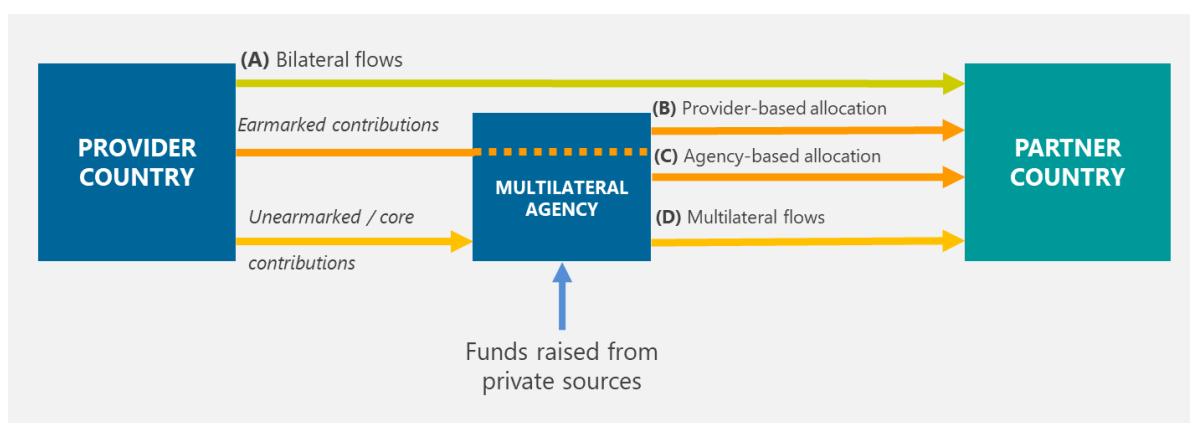 (A) Bilateral flows
PROVIDER
COUNTRY
Earmarked contributions
Unearmarked / core
contributions
MULTILATERAL
AGENCY
(B) Provider-based allocation
(C) Agency-based allocation
(D) Multilateral flows
PARTNER
COUNTRY
Funds raised from
private sources